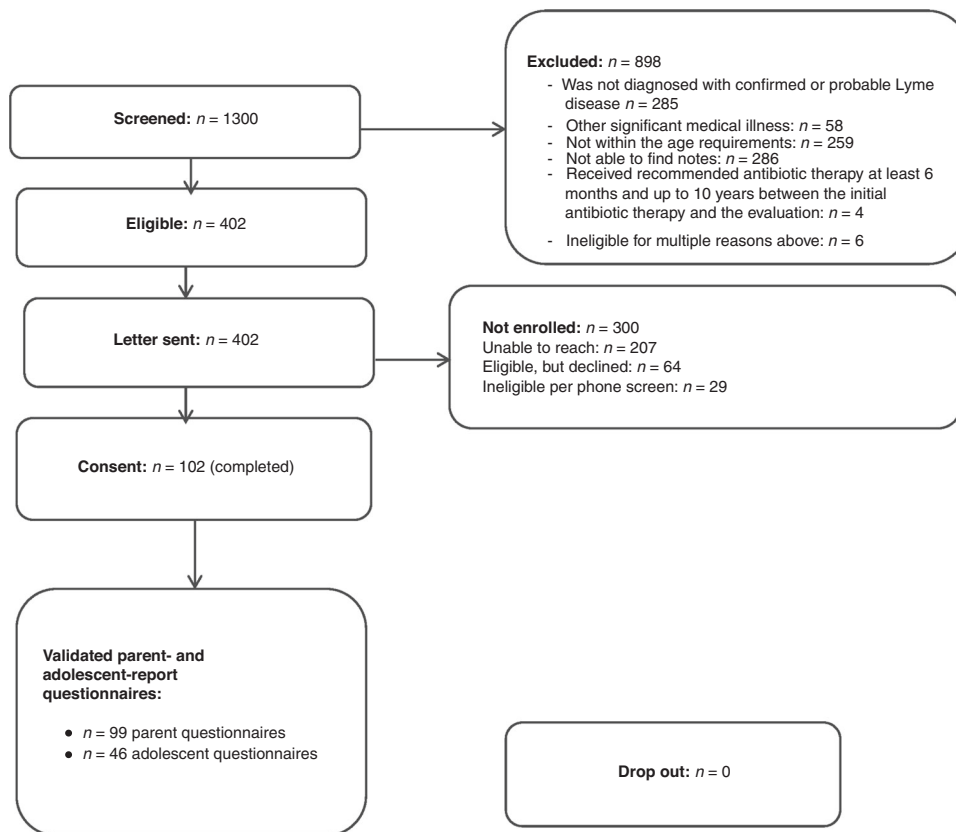 Screened: n = 1300
Excluded: n = 898
- Was not diagnosed with confirmed or probable Lyme
disease n = 285
- Other significant medical illness: n = 58
- Not within the age requirements: n = 259
- Not able to find notes: n = 286
- Received recommended antibiotic therapy at least 6
months and up to 10 years between the initial
antibiotic therapy and the evaluation: n = 4
- Ineligible for multiple reasons above: n = 6
Eligible: n = 402
Letter sent: n = 402
Not enrolled: n = 300
Unable to reach: n = 207
Eligible, but declined: n = 64
Ineligible per phone screen: n = 29
Consent: n = 102 (completed)
Validated parent- and
adolescent-report
questionnaires:
• n = 99 parent questionnaires
• n = 46 adolescent questionnaires
Drop out: n = 0